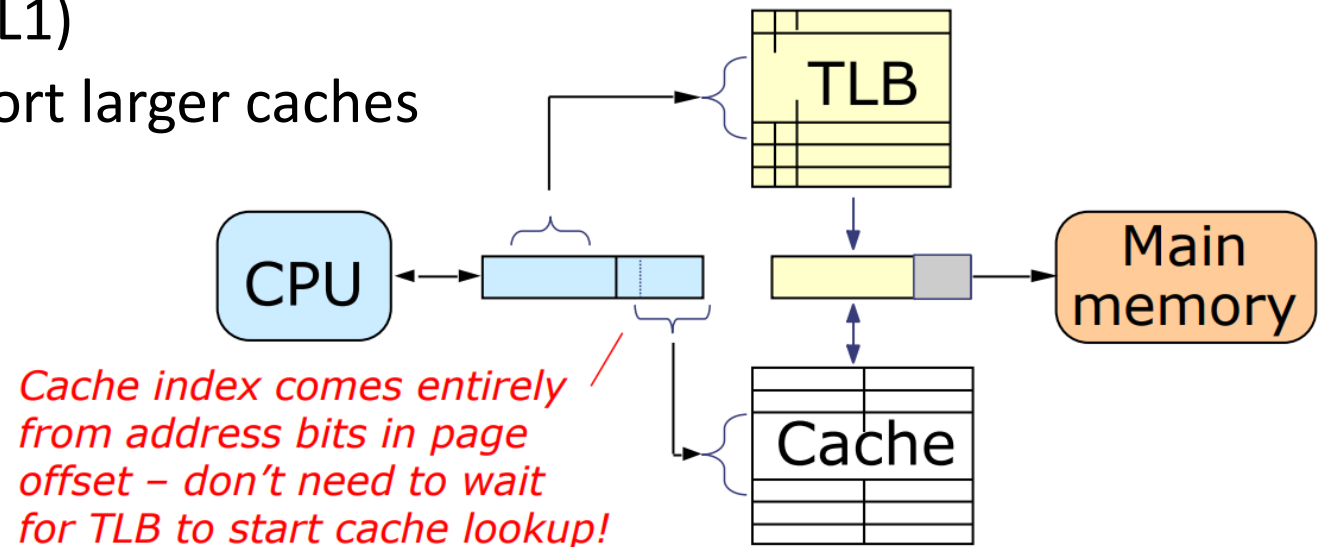 L1)
ort larger caches
TLB
CPU
Main
memory
Cache index comes entirely
from address bits in page
offset – don't need to wait
for TLB to start cache lookup!
Cache